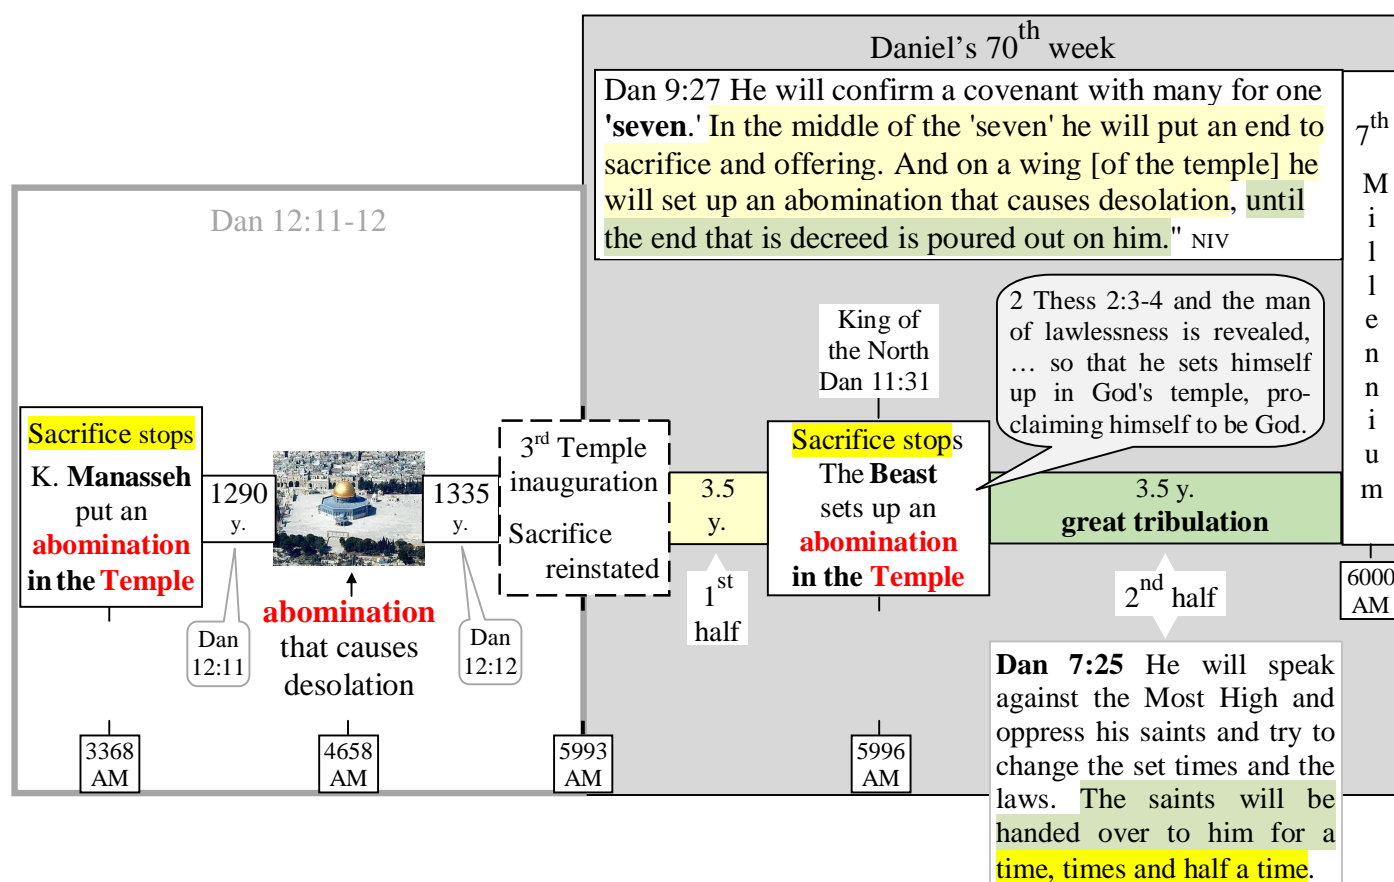 Daniel's 70th week
Dan 9:27 He will confirm a covenant with many for one
'seven.' In the middle of the 'seven' he will put an end to
sacrifice and offering. And on a wing [of the temple] he
will set up an abomination that causes desolation, until
the end that is decreed is poured out on him." NIV
7th
M
i
l
l
e
n
n
i
u
m
Dan 12:11-12
King of
the North
Dan 11:31
2 Thess 2:3-4 and the man
of lawlessness is revealed,
… so that he sets himself
up in God's temple, pro-
claiming himself to be God.
Sacrifice stops
K. Manasseh
put an
abomination
in the Temple
1290
y.
1335
y.
3rd Temple
inauguration
Sacrifice
reinstated
3.5
y.
Sacrifice stops
The Beast
sets up an
abomination
in the Temple
3.5 y.
great tribulation
6000
AM
1st
half
2nd half
Dan
12:11
abomination
that causes
desolation
Dan
12:12
3368
AM
4658
AM
5993
AM
5996
AM
Dan 7:25 He will speak
against the Most High and
oppress his saints and try to
change the set times and the
laws. The saints will be
handed over to him for a
time, times and half a time.